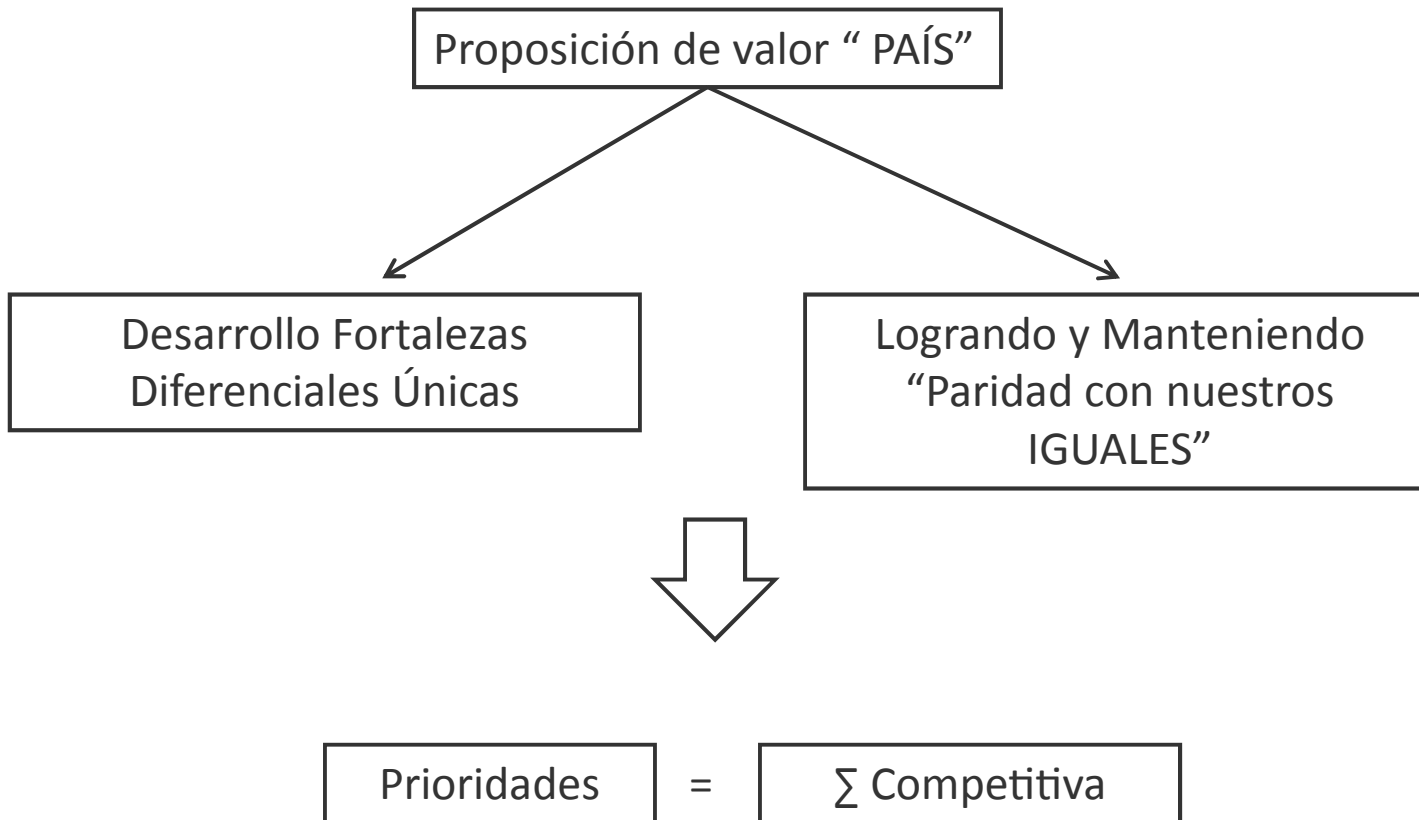 Proposición de valor “ PAÍS”
Desarrollo Fortalezas
Diferenciales Únicas
Logrando y Manteniendo
“Paridad con nuestros
IGUALES”
Prioridades = ∑ Competitiva